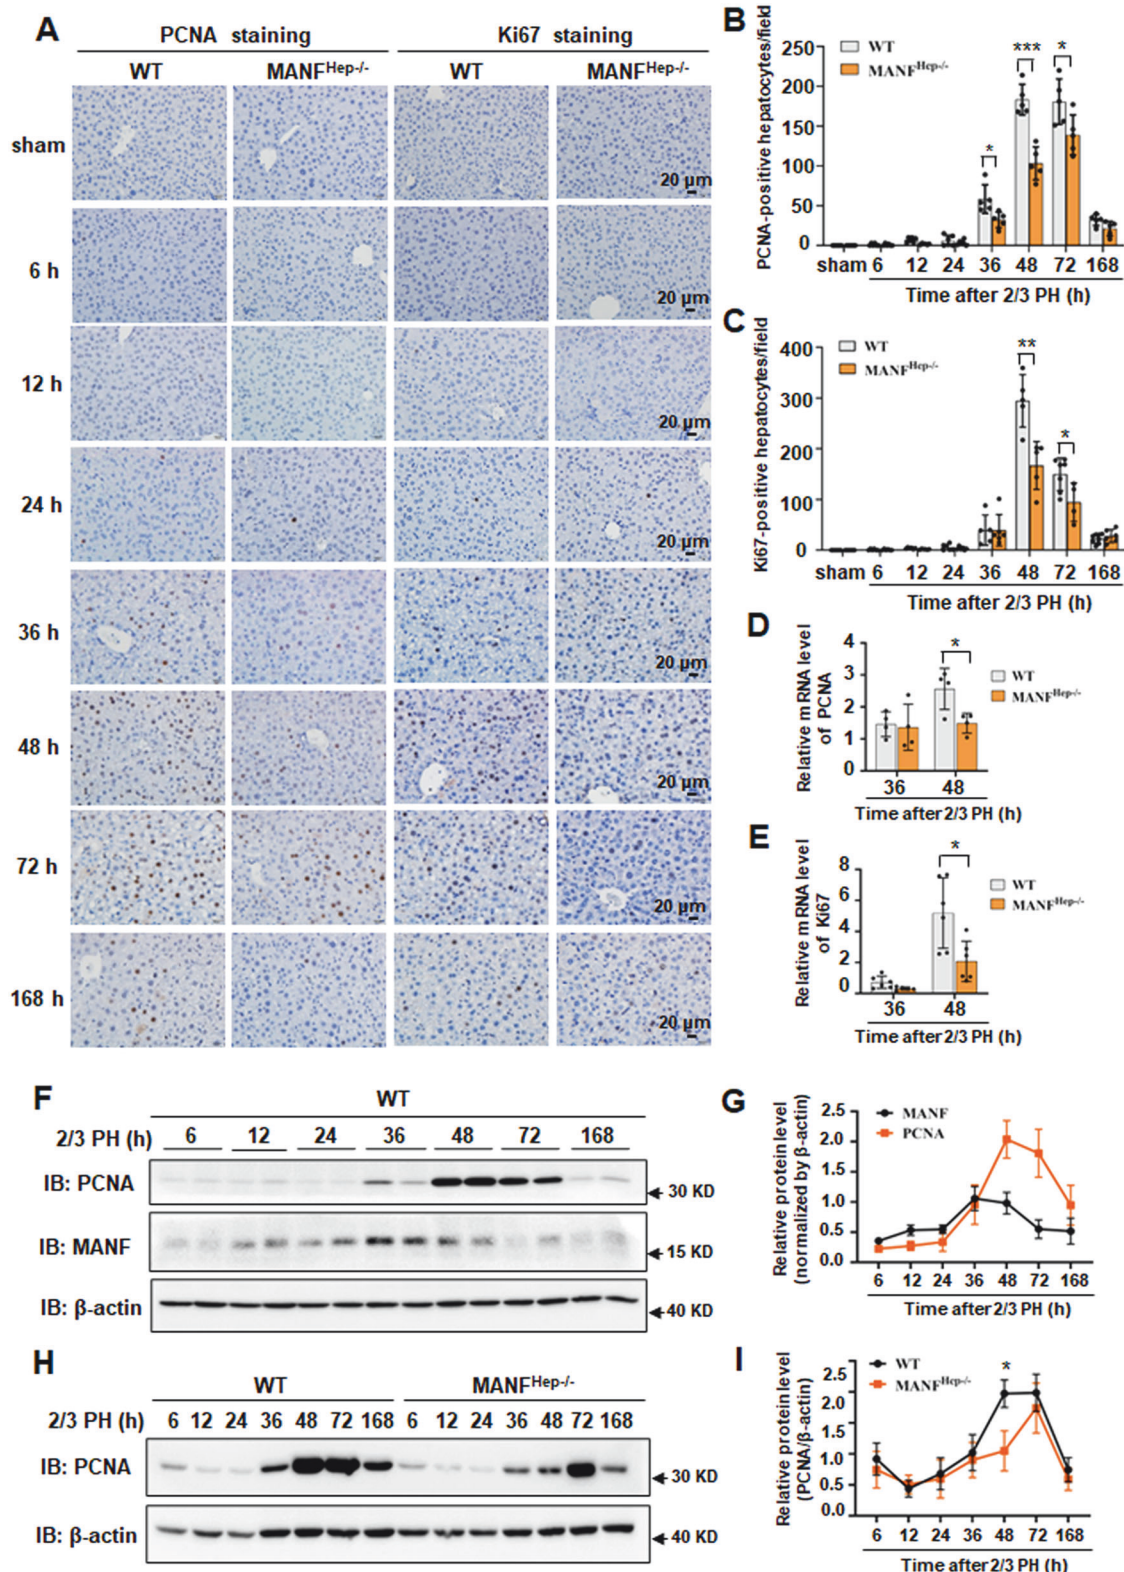 A
PCNA staining
Ki67 staining
WT
MANFHep-/-
WT
MANFHep-/-
sham
20 µm
6 h
20 µm
12 h
20 µm
24 h
20 µm
36 h
20 µm
48 h
20 µm
72 h
20 µm
168 h
20 µm
B
PCNA-positive hepatocytes/field
WT
MANFHep-/-
250
200
150
100
50
0
*
***
*
sham 6 12 24 36 48 72 168
Time after 2/3 PH (h)
C
Ki67-positive hepatocytes/field
WT
MANFHep-/-
400
300
200
100
0
**
*
sham 6 12 24 36 48 72 168
Time after 2/3 PH (h)
D
Relative mRNA level
of PCNA
4
3
2
1
0
*
WT
MANFHep-/-
36 48
Time after 2/3 PH (h)
E
Relative mRNA level
of Ki67
8
6
4
2
0
*
WT
MANFHep-/-
36 48
Time after 2/3 PH (h)
F
WT
2/3 PH (h) 6 12 24 36 48 72 168
IB: PCNA
30 KD
IB: MANF
15 KD
IB: β-actin
40 KD
G
Relative protein level
(normalized by β-actin)
MANF
PCNA
2.5
2.0
1.5
1.0
0.5
0.0
6 12 24 36 48 72 168
Time after 2/3 PH (h)
H
WT
MANFHep-/-
2/3 PH (h) 6 12 24 36 48 72 168 6 12 24 36 48 72 168
IB: PCNA
30 KD
IB: β-actin
40 KD
I
Relative protein level
(PCNA/β-actin)
WT
MANFHep-/-
*
2.5
2.0
1.5
1.0
0.5
0.0
6 12 24 36 48 72 168
Time after 2/3 PH (h)